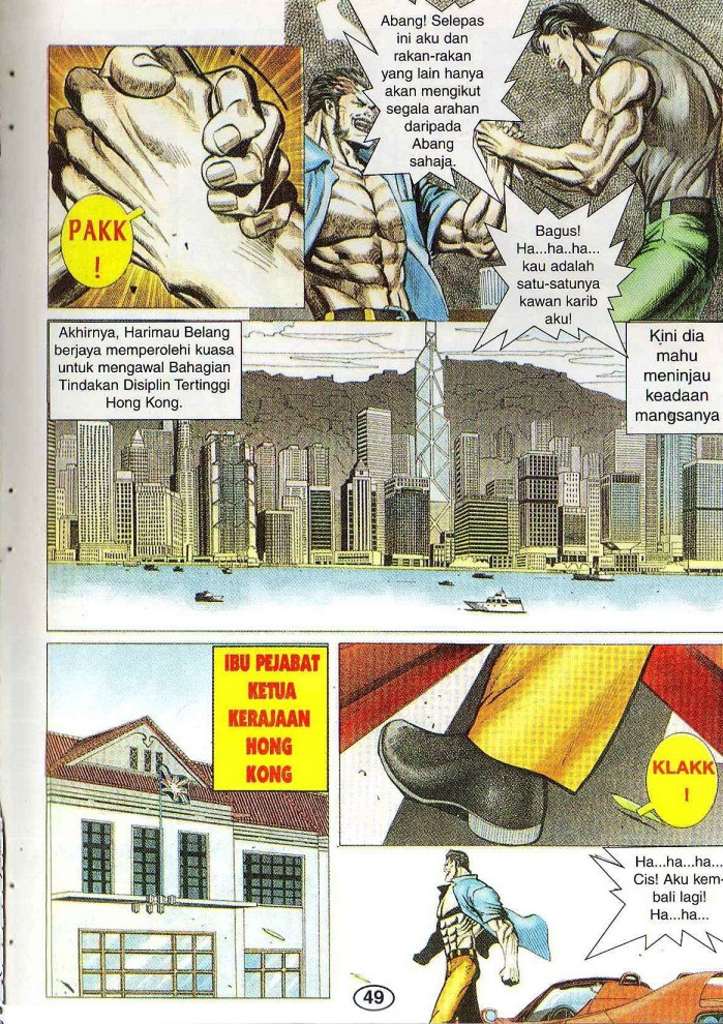 Abang! Selepas
ini aku dan
rakan-rakan
yang lain hanya
akan mengikut
segala arahan
daripada
Abang
sahaja.
PAKK
!
Bagus!
Ha...ha..ha...
kau adalah
satu-satunya
kawan karib
aku!
Akhirnya, Harimau Belang
berjaya memperolehi kuasa
untuk mengawal Bahagian
Tindakan Disiplin Tertinggi
Hong Kong.
Kini dia
mahu
meninjau
keadaan
mangsanya
IBU PEJABAT
KETUA
KERAJAAN
HONG
KONG
KLAKK
!
Ha...ha...ha...
Cis! Aku kem-
bali lagi!
Ha...ha...
49